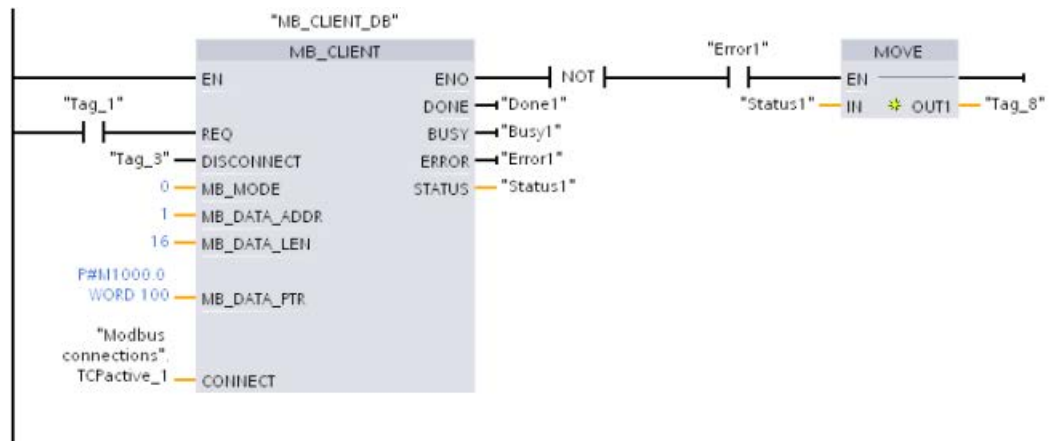 "MB_CLIENT_DB"
MB_CLIENT
"Error1"
MOVE
EN
ENO
NOT
EN
"Tag_1"
DONE
"Done1"
"Status1"
IN
OUT1
"Tag_8"
REQ
BUSY
"Busy1"
"Tag_3"
DISCONNECT
ERROR
"Error1"
0
MB_MODE
STATUS
"Status1"
1
MB_DATA_ADDR
16
MB_DATA_LEN
P#M1000.0
WORD 100
MB_DATA_PTR
"Modbus
connections".
TCPactive_1
CONNECT